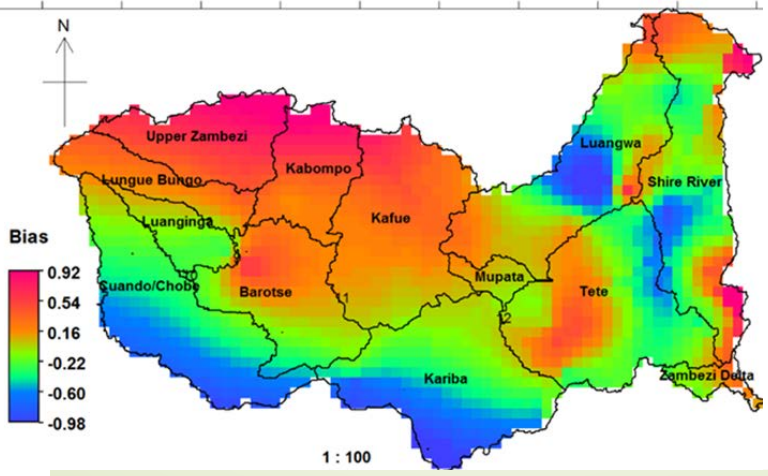 N
Upper Zambezi
Luangwa
Kabompo
Lungue Bungo
Shire River
Kafue
Luanginga
Bias
0.92
Mupata
Cuando/Chobe
Barotse
Tete
0.54
0.16
-0.22
-0.60
-0.98
Kariba
Zambezi Delta
1 : 100